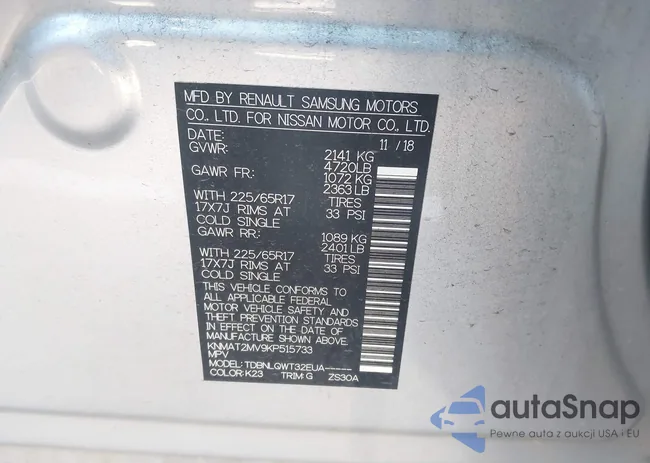 MFD BY RENAULT SAMSUNG MOTORS
CO., LTD. FOR NISSAN MOTOR CO., LTD.
DATE: 11 / 18
GVWR: 2141 KG
4720LB
GAWR FR: 1072 KG
2363 LB
WITH 225/65R17 TIRES
17X7J RIMS AT 33 PSI
COLD SINGLE
GAWR RR: 1089 KG
2401 LB
WITH 225/65R17 TIRES
17X7J RIMS AT 33 PSI
COLD SINGLE
THIS VEHICLE CONFORMS TO
ALL APPLICABLE FEDERAL
MOTOR VEHICLE SAFETY AND
THEFT PREVENTION STANDARDS
IN EFFECT ON THE DATE OF
MANUFACTURE SHOWN ABOVE.
KNMAT2MV9KP515733
MPV
MODEL: TDBNLQWT32EUA-----
COLOR: K23 TRIM: G ZS30A
autaSnap
Pewne auta z aukcji USA i EU